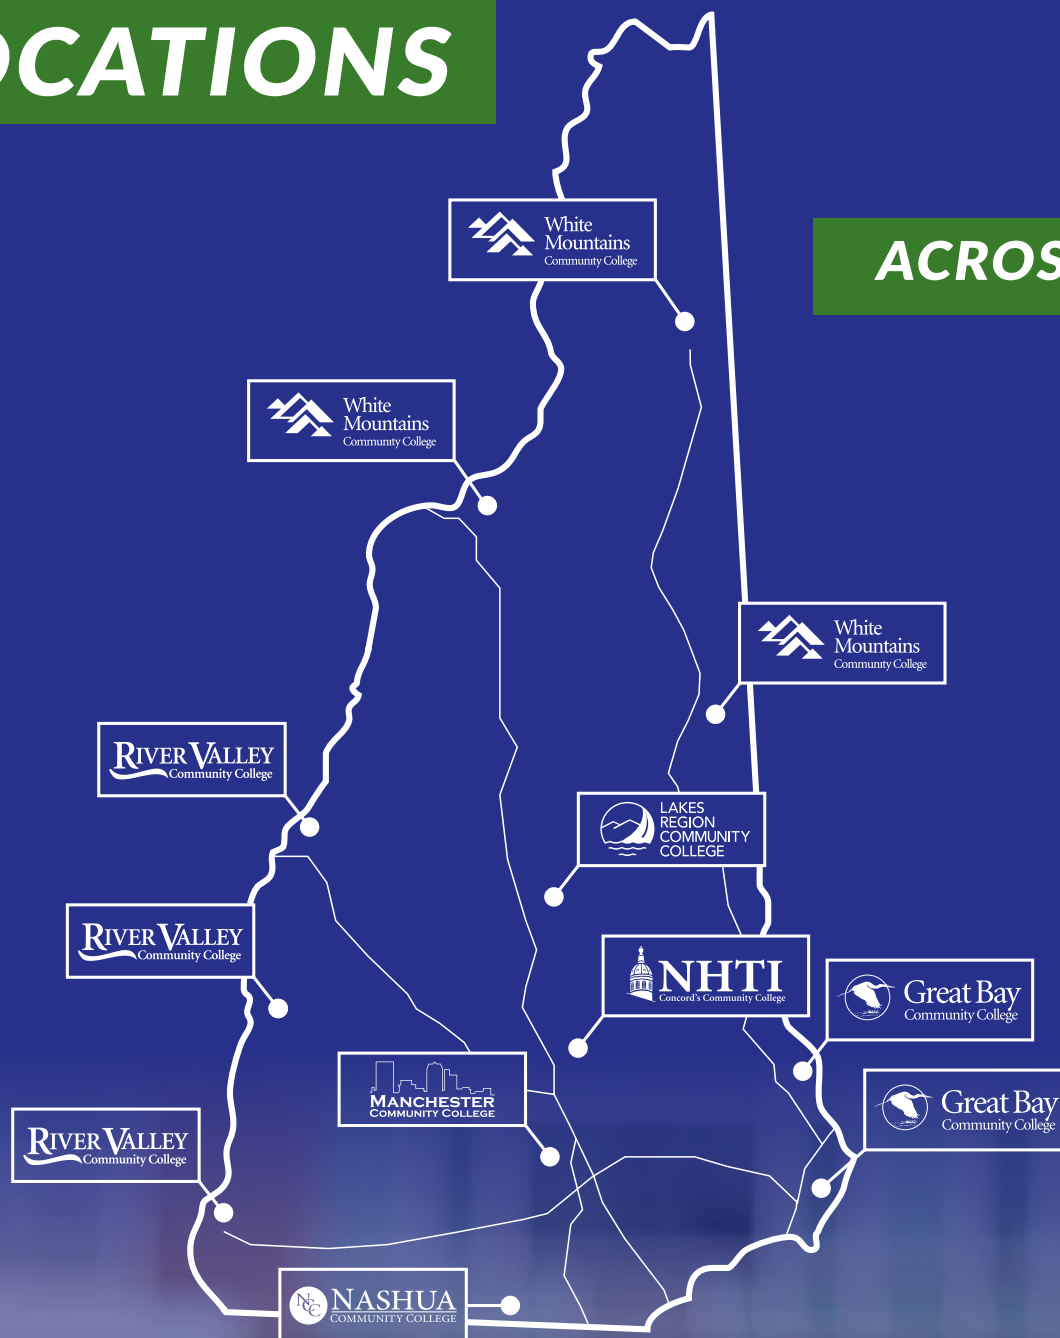 OCATIONS
White
Mountains
Community College
ACROS
White
Mountains
Community College
White
Mountains
Community College
RIVER VALLEY
Community College
LAKES
REGION
COMMUNITY
COLLEGE
RIVER VALLEY
Community College
NHTI
Concord's Community College
Great Bay
Community College
MANCHESTER
COMMUNITY COLLEGE
Great Bay
Community College
RIVER VALLEY
Community College
NCC
NASHUA
COMMUNITY COLLEGE